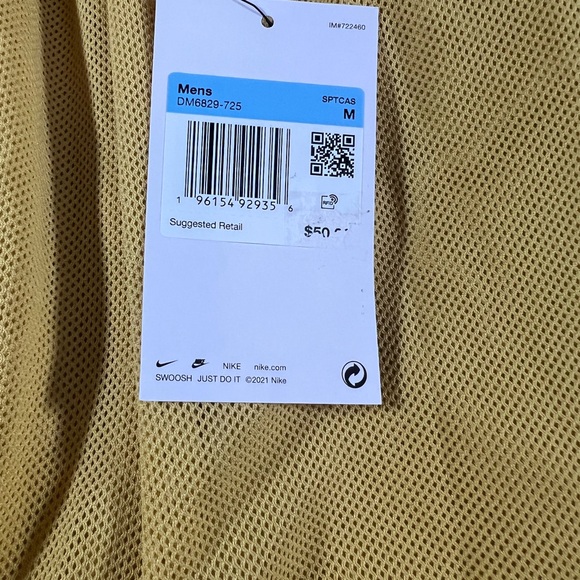 IM#722460
Mens
DM6829-725
SPTCAS
M
1 96154 92935 6
Suggested Retail
$50
NIKE nike.com
SWOOSH JUST DO IT ©2021 Nike